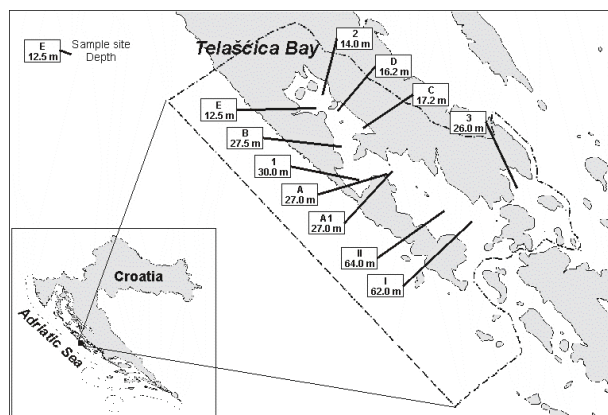 E
12.5 m
Sample site
Depth
Telašćica Bay
2
14.0 m
D
16.2 m
C
17.2 m
3
26.0 m
E
12.5 m
B
27.5 m
1
30.0 m
A
27.0 m
A1
27.0 m
II
64.0 m
I
62.0 m
Croatia
Adriatic Sea